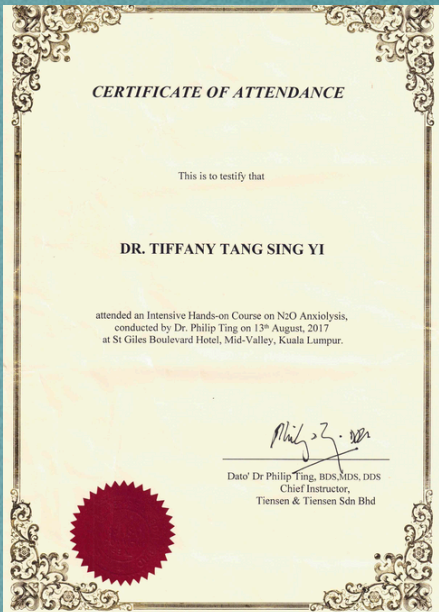 CERTIFICATE OF ATTENDANCE
This is to testify that
DR. TIFFANY TANG SING YI
attended an Intensive Hands-on Course on N2O Anxiolysis,
conducted by Dr. Philip Ting on 13th August, 2017
at St Giles Boulevard Hotel, Mid-Valley, Kuala Lumpur.
Dato' Dr Philip Ting, BDS,MDS, DDS
Chief Instructor,
Tiensen & Tiensen Sdn Bhd